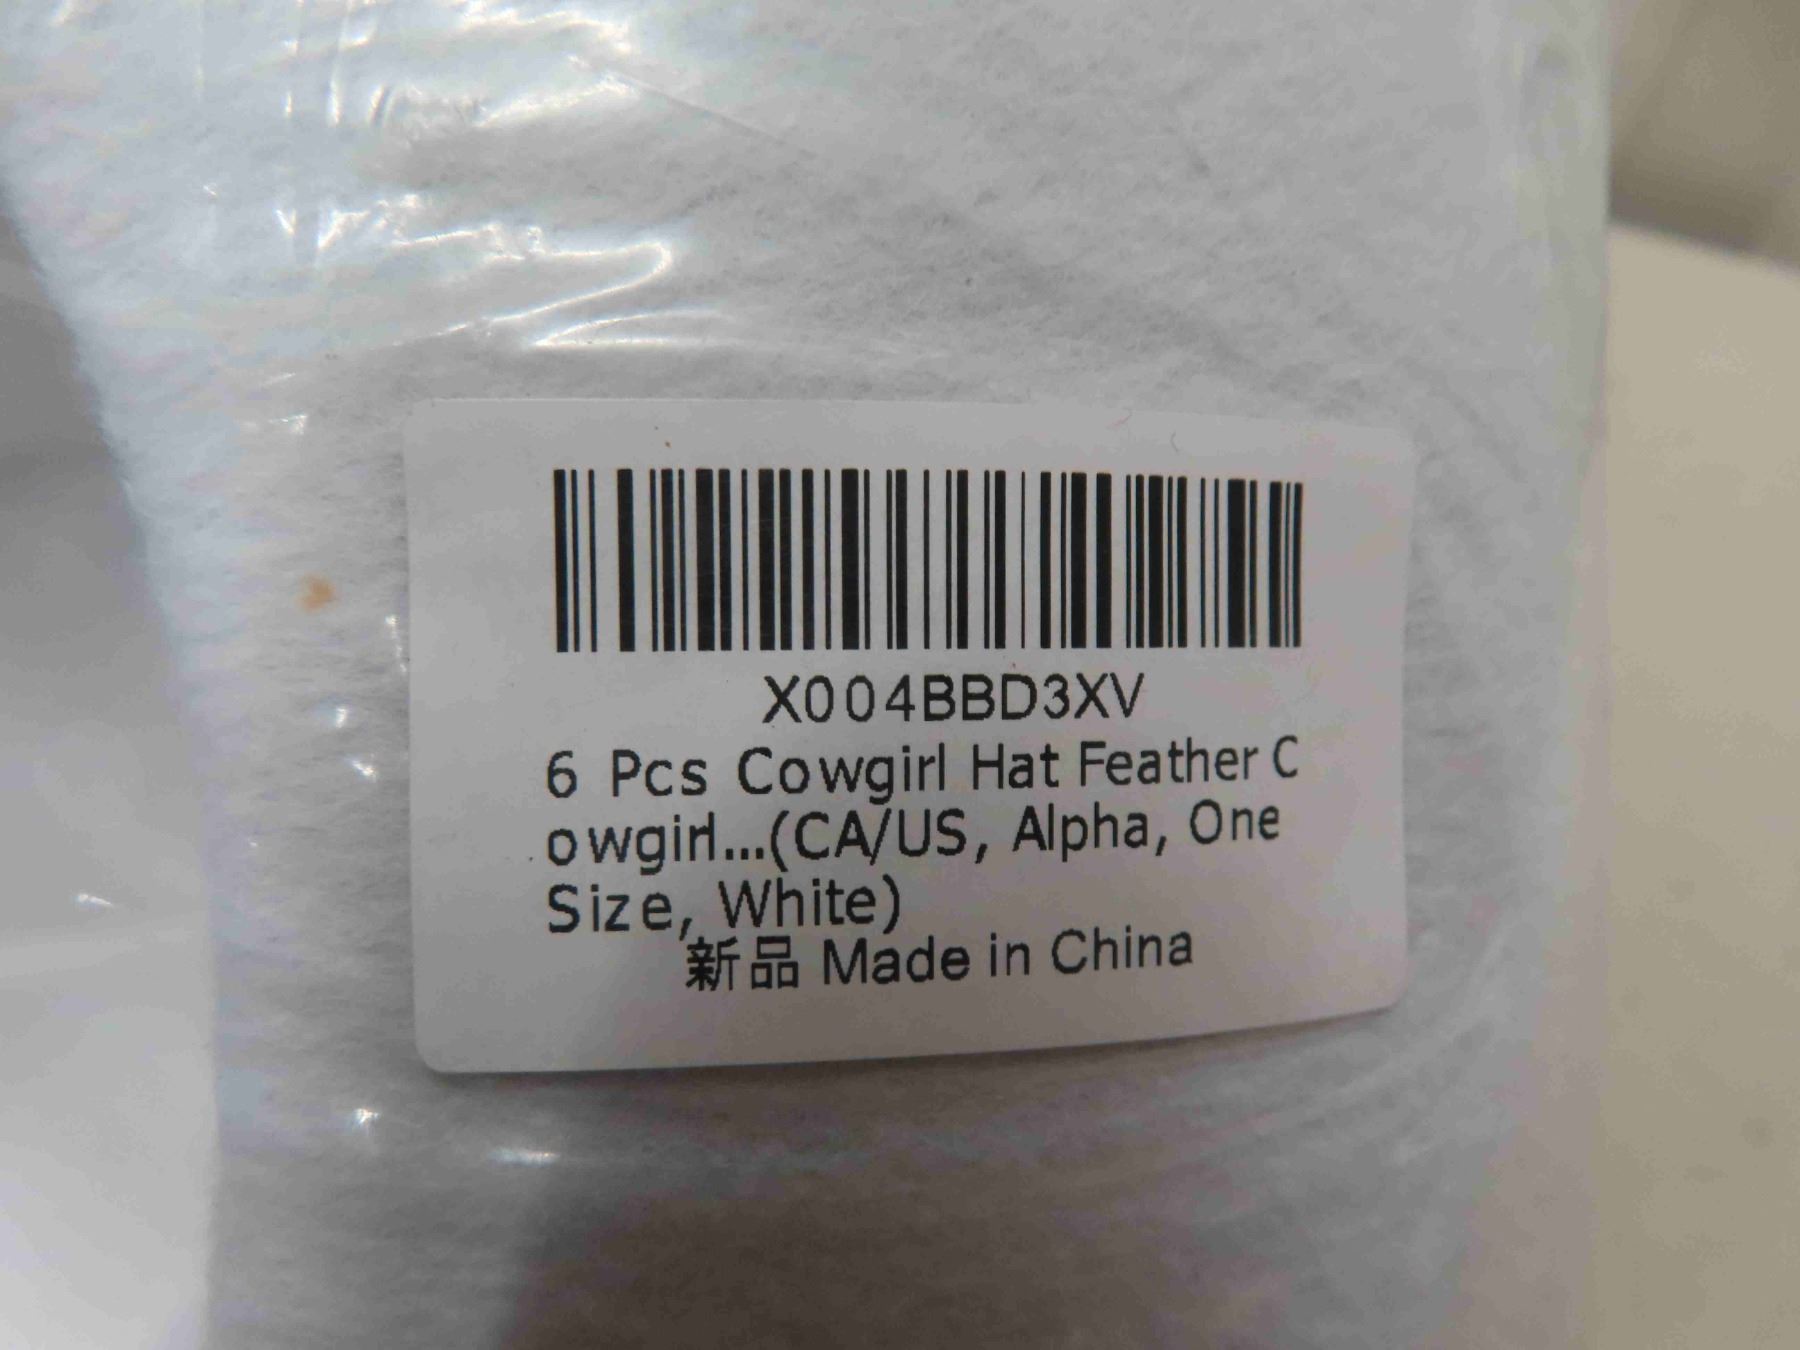 X004BBD3XV
6 Pcs Cowgirl Hat Feather C
owgirl...(CA/US, Alpha, One
Size, White)
新品 Made in China